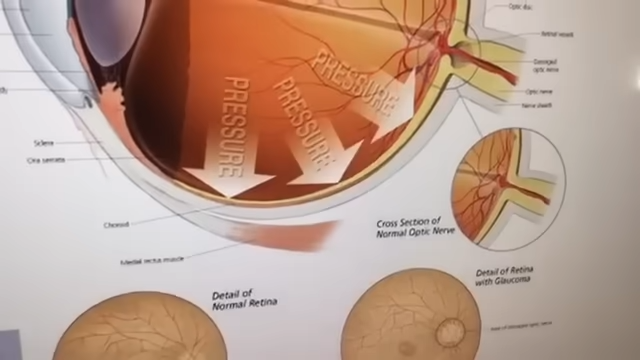 Optic disc
Retinal vessels
Damaged
optic nerve
Optic nerve
Nerve sheath
PRESSURE
PRESSURE
PRESSURE
Sclera
Ora serrata
Choroid
Medial rectus muscle
Cross Section of
Normal Optic Nerve
Detail of
Normal Retina
Detail of Retina
with Glaucoma